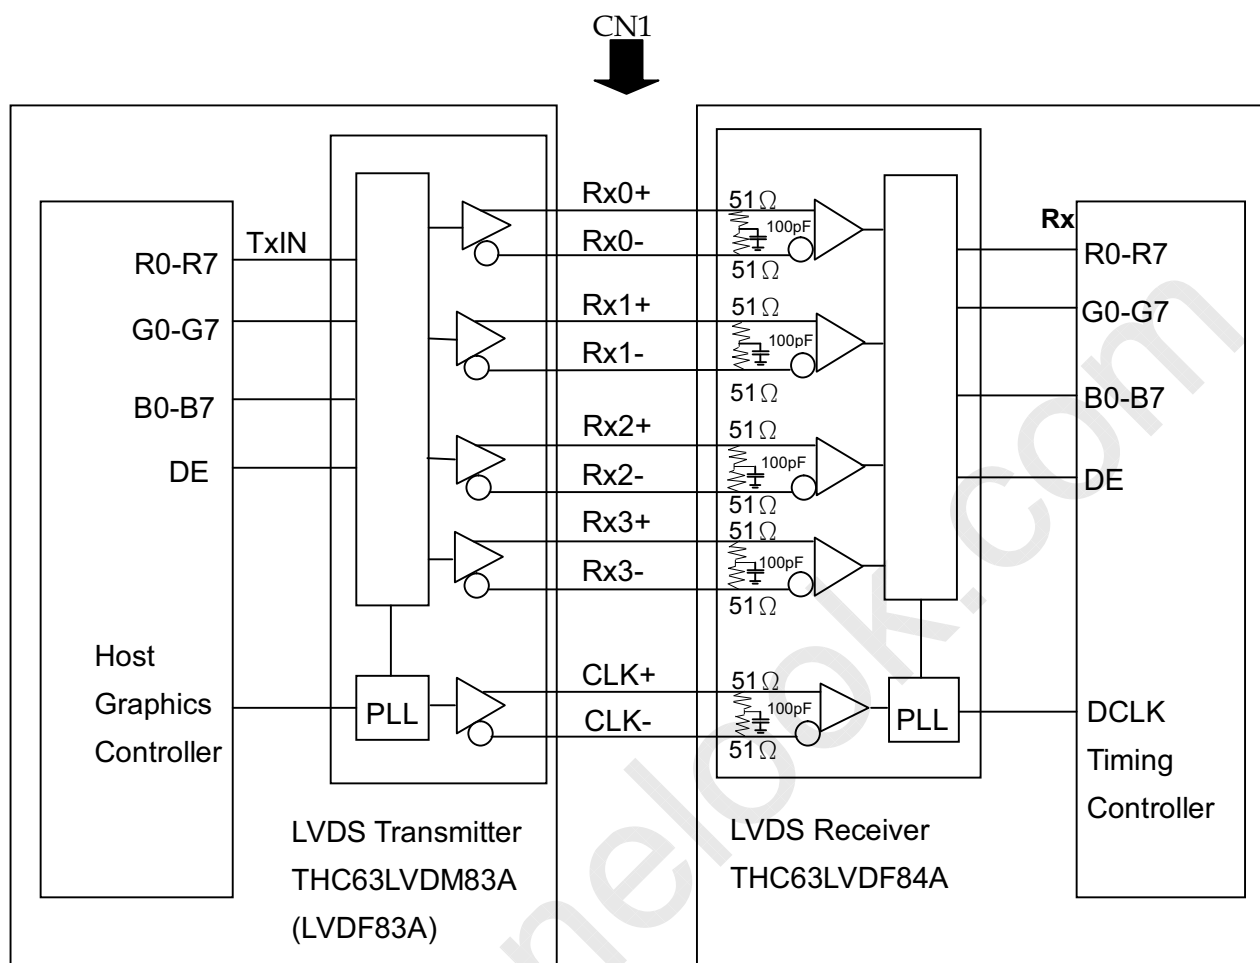 CN1
TxIN
R0-R7
G0-G7
B0-B7
DE
Host
Graphics
Controller
PLL
LVDS Transmitter
THC63LVDM83A
(LVDF83A)
Rx0+
Rx0-
Rx1+
Rx1-
Rx2+
Rx2-
Rx3+
Rx3-
CLK+
CLK-
51Ω
100pF
51Ω
51Ω
100pF
51Ω
51Ω
100pF
51Ω
51Ω
100pF
51Ω
51Ω
100pF
51Ω
PLL
LVDS Receiver
THC63LVDF84A
Rx
R0-R7
G0-G7
B0-B7
DE
DCLK
Timing
Controller
nelook.com